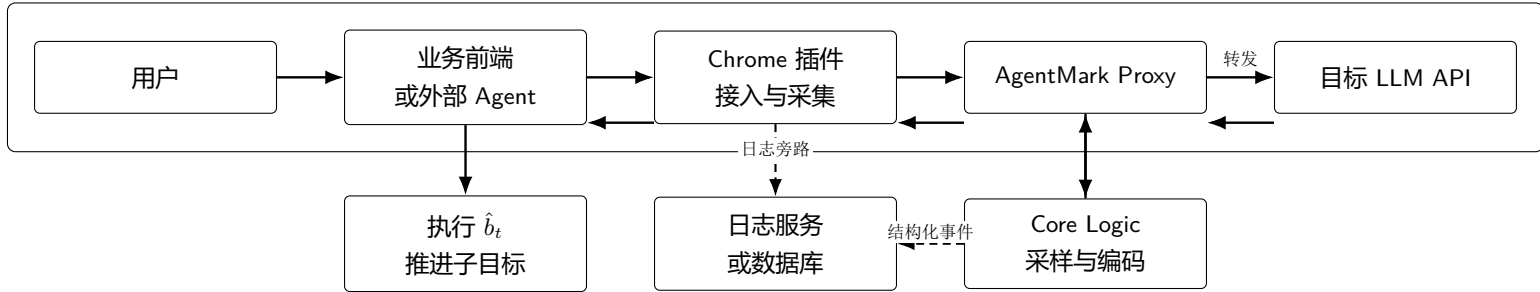 用户
业务前端
或外部 Agent
Chrome 插件
接入与采集
AgentMark Proxy
转发
目标 LLM API
日志旁路
执行 b̂t
推进子目标
日志服务
或数据库
结构化事件
Core Logic
采样与编码